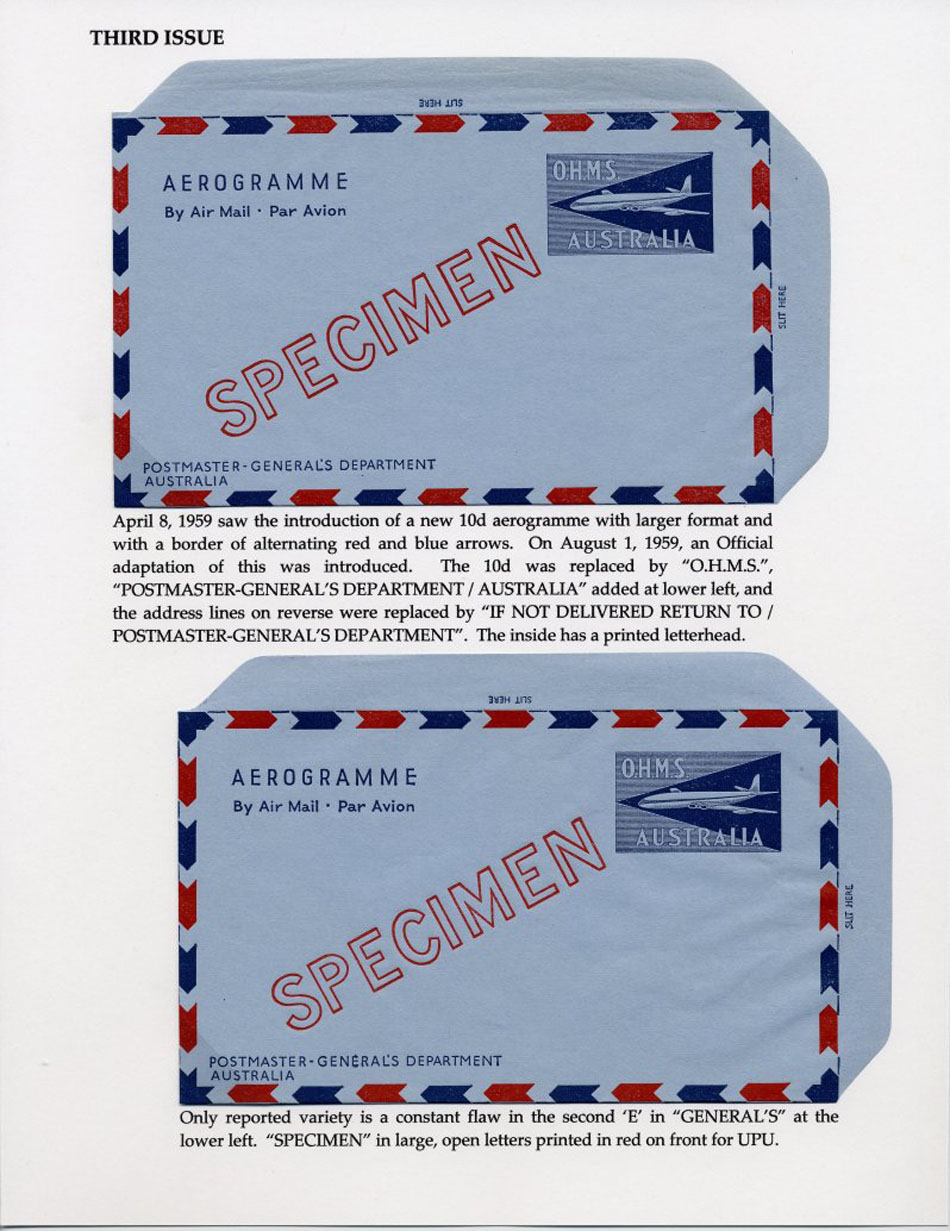 THIRD ISSUE
SLIT HERE
AEROGRAMME
By Air Mail · Par Avion
O.H.M.S.
AUSTRALIA
SPECIMEN
SLIT HERE
POSTMASTER-GENERAL'S DEPARTMENT
AUSTRALIA
April 8, 1959 saw the introduction of a new 10d aerogramme with larger format and
with a border of alternating red and blue arrows. On August 1, 1959, an Official
adaptation of this was introduced. The 10d was replaced by “O.H.M.S.”,
“POSTMASTER-GENERAL’S DEPARTMENT / AUSTRALIA” added at lower left, and
the address lines on reverse were replaced by “IF NOT DELIVERED RETURN TO /
POSTMASTER-GENERAL’S DEPARTMENT”. The inside has a printed letterhead.
SLIT HERE
AEROGRAMME
By Air Mail · Par Avion
O.H.M.S.
AUSTRALIA
SPECIMEN
SLIT HERE
POSTMASTER-GENERAL'S DEPARTMENT
AUSTRALIA
Only reported variety is a constant flaw in the second ‘E’ in “GENERAL’S” at the
lower left. “SPECIMEN” in large, open letters printed in red on front for UPU.